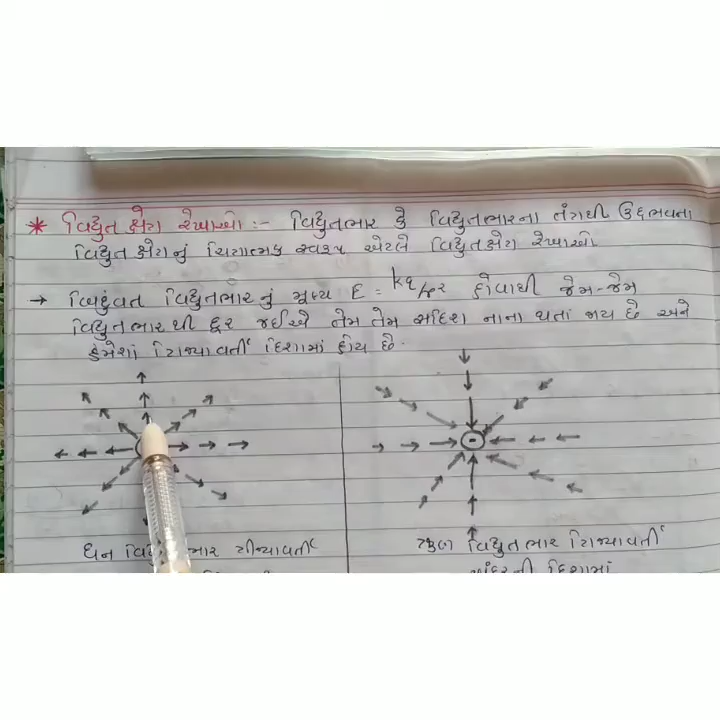 * વિદ્યુત ક્ષેત્ર રેખાઓ :- વિદ્યુતભાર કે વિદ્યુતભારના તંત્રથી ઉદ્દભવતા
વિદ્યુત ક્ષેત્રનું ચિત્રાત્મક સ્વરૂપ એટલે વિદ્યુતક્ષેત્ર રેખાઓ
→ બિંદુવત વિદ્યુતભારનું મૂલ્ય E = kq/r2 હોવાથી જેમ-જેમ
વિદ્યુતભારથી દૂર જઈએ તેમ તેમ સદિશ નાના થતાં જાય છે અને
હંમેશાં ત્રિજ્યાવર્તી દિશામાં હોય છે.
-
ધન ભાર ત્રીજ્યાવર્તી
ઋણ વિદ્યુતભાર ત્રિજ્યાવર્તી
અંદરની દિશામાં